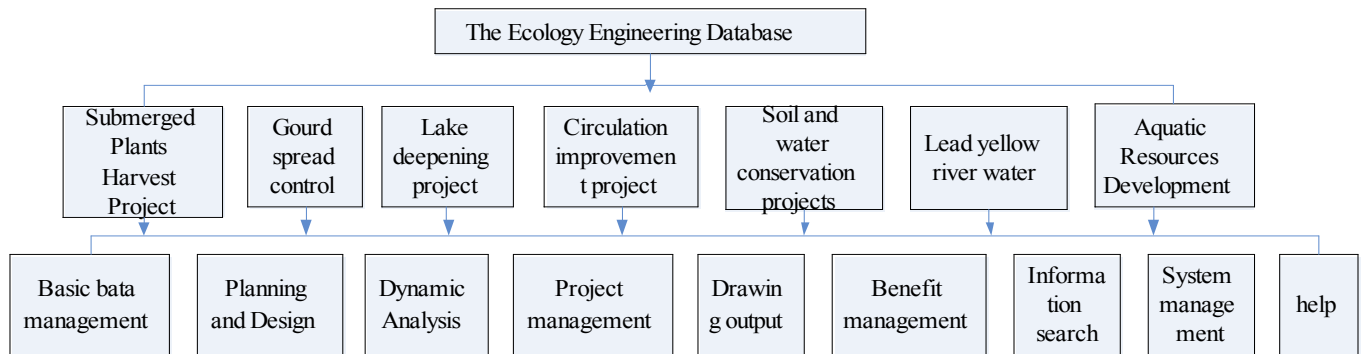 The Ecology Engineering Database
Submerged
Plants
Harvest
Project
Gourd
spread
control
Lake
deepening
project
Circulation
improvemen
t project
Soil and
water
conservation
projects
Lead yellow
river water
Aquatic
Resources
Development
Basic bata
management
Planning
and Design
Dynamic
Analysis
Project
management
Drawin
g output
Benefit
management
Informa
tion
search
System
manage
ment
help